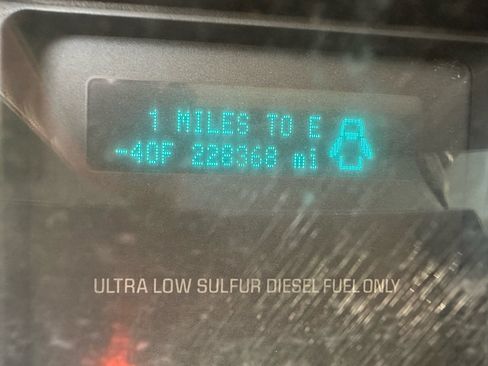 1 MILES TO E
-40F 228368 mi
ULTRA LOW SULFUR DIESEL FUEL ONLY